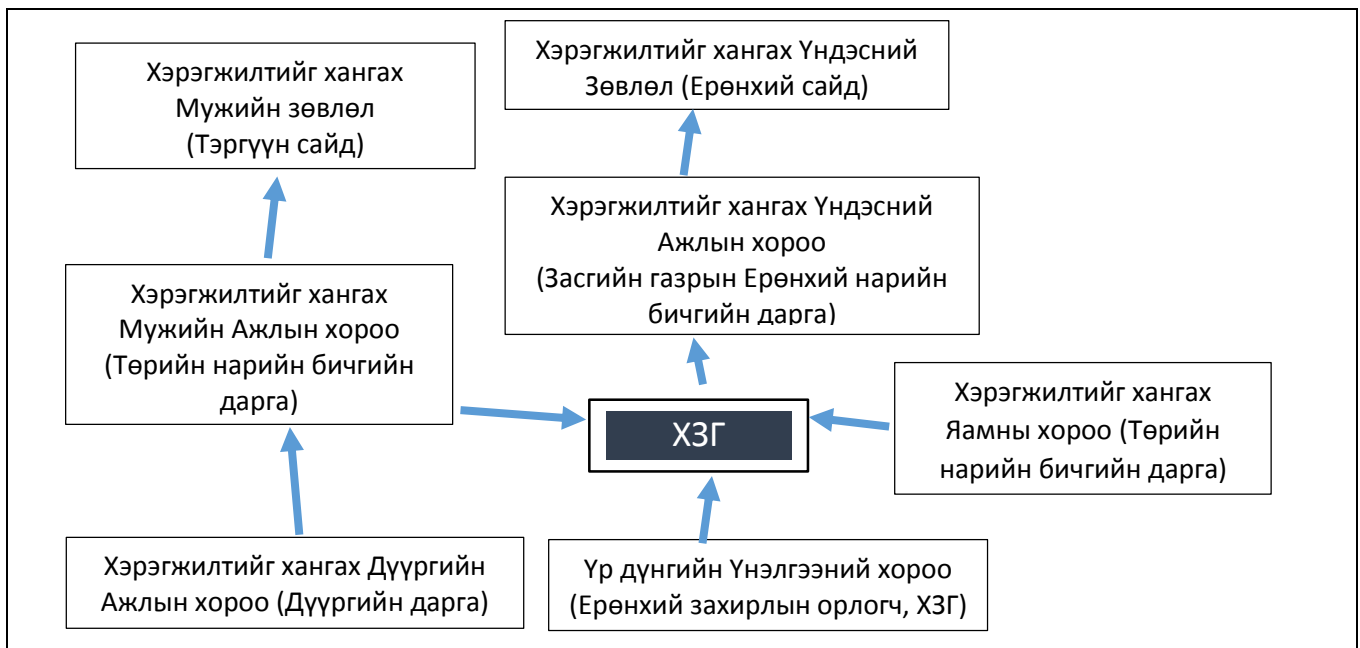 Хэрэгжилтийг хангах
Мужийн зөвлөл
(Тэргүүн сайд)
Хэрэгжилтийг хангах Үндэсний
Зөвлөл (Ерөнхий сайд)
Хэрэгжилтийг хангах Үндэсний
Ажлын хороо
(Засгийн газрын Ерөнхий нарийн
бичгийн дарга)
Хэрэгжилтийг хангах
Мужийн Ажлын хороо
(Төрийн нарийн бичгийн
дарга)
ХЗГ
Хэрэгжилтийг хангах
Яамны хороо (Төрийн
нарийн бичгийн дарга)
Хэрэгжилтийг хангах Дүүргийн
Ажлын хороо (Дүүргийн дарга)
Үр дүнгийн Үнэлгээний хороо
(Ерөнхий захирлын орлогч, ХЗГ)